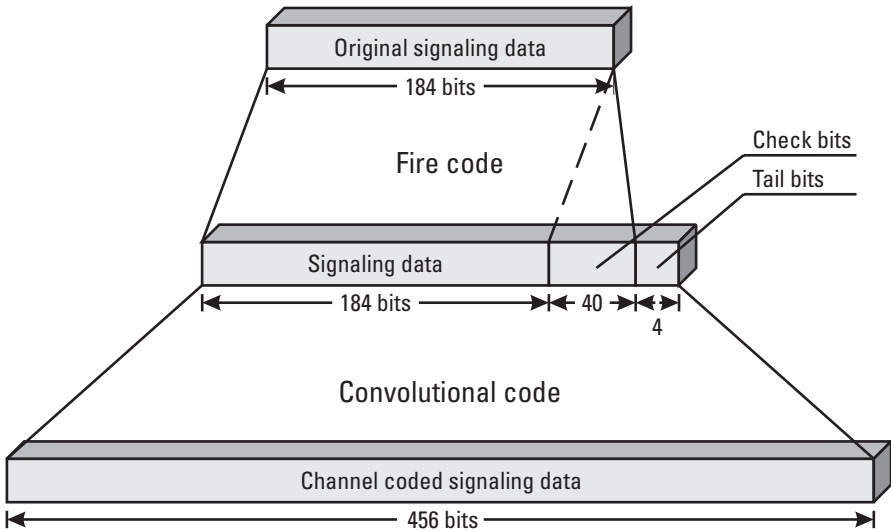 Original signaling data
184 bits
Check bits
Fire code
Tail bits
Signaling data
184 bits
40
4
Convolutional code
Channel coded signaling data
456 bits